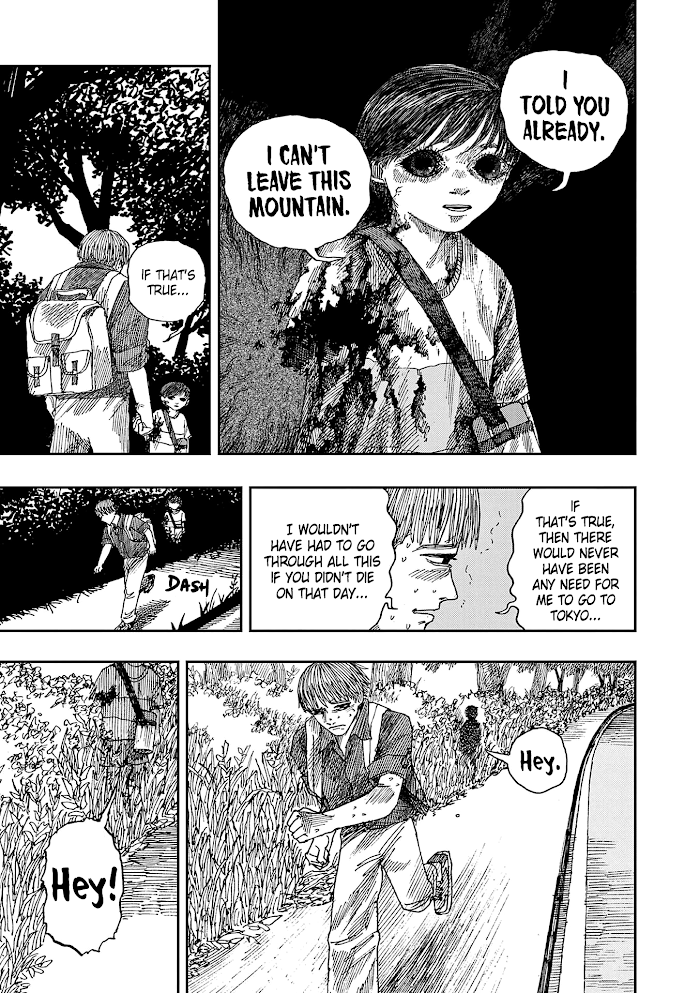 I
TOLD YOU
ALREADY.
I CAN'T
LEAVE THIS
MOUNTAIN.
IF THAT'S
TRUE...
IF
THAT'S TRUE,
THEN THERE
WOULD NEVER
HAVE BEEN
ANY NEED FOR
ME TO GO TO
TOKYO...
I WOULDN'T
HAVE HAD TO GO
THROUGH ALL THIS
IF YOU DIDN'T DIE
ON THAT DAY...
DASH
Hey.
Hey!